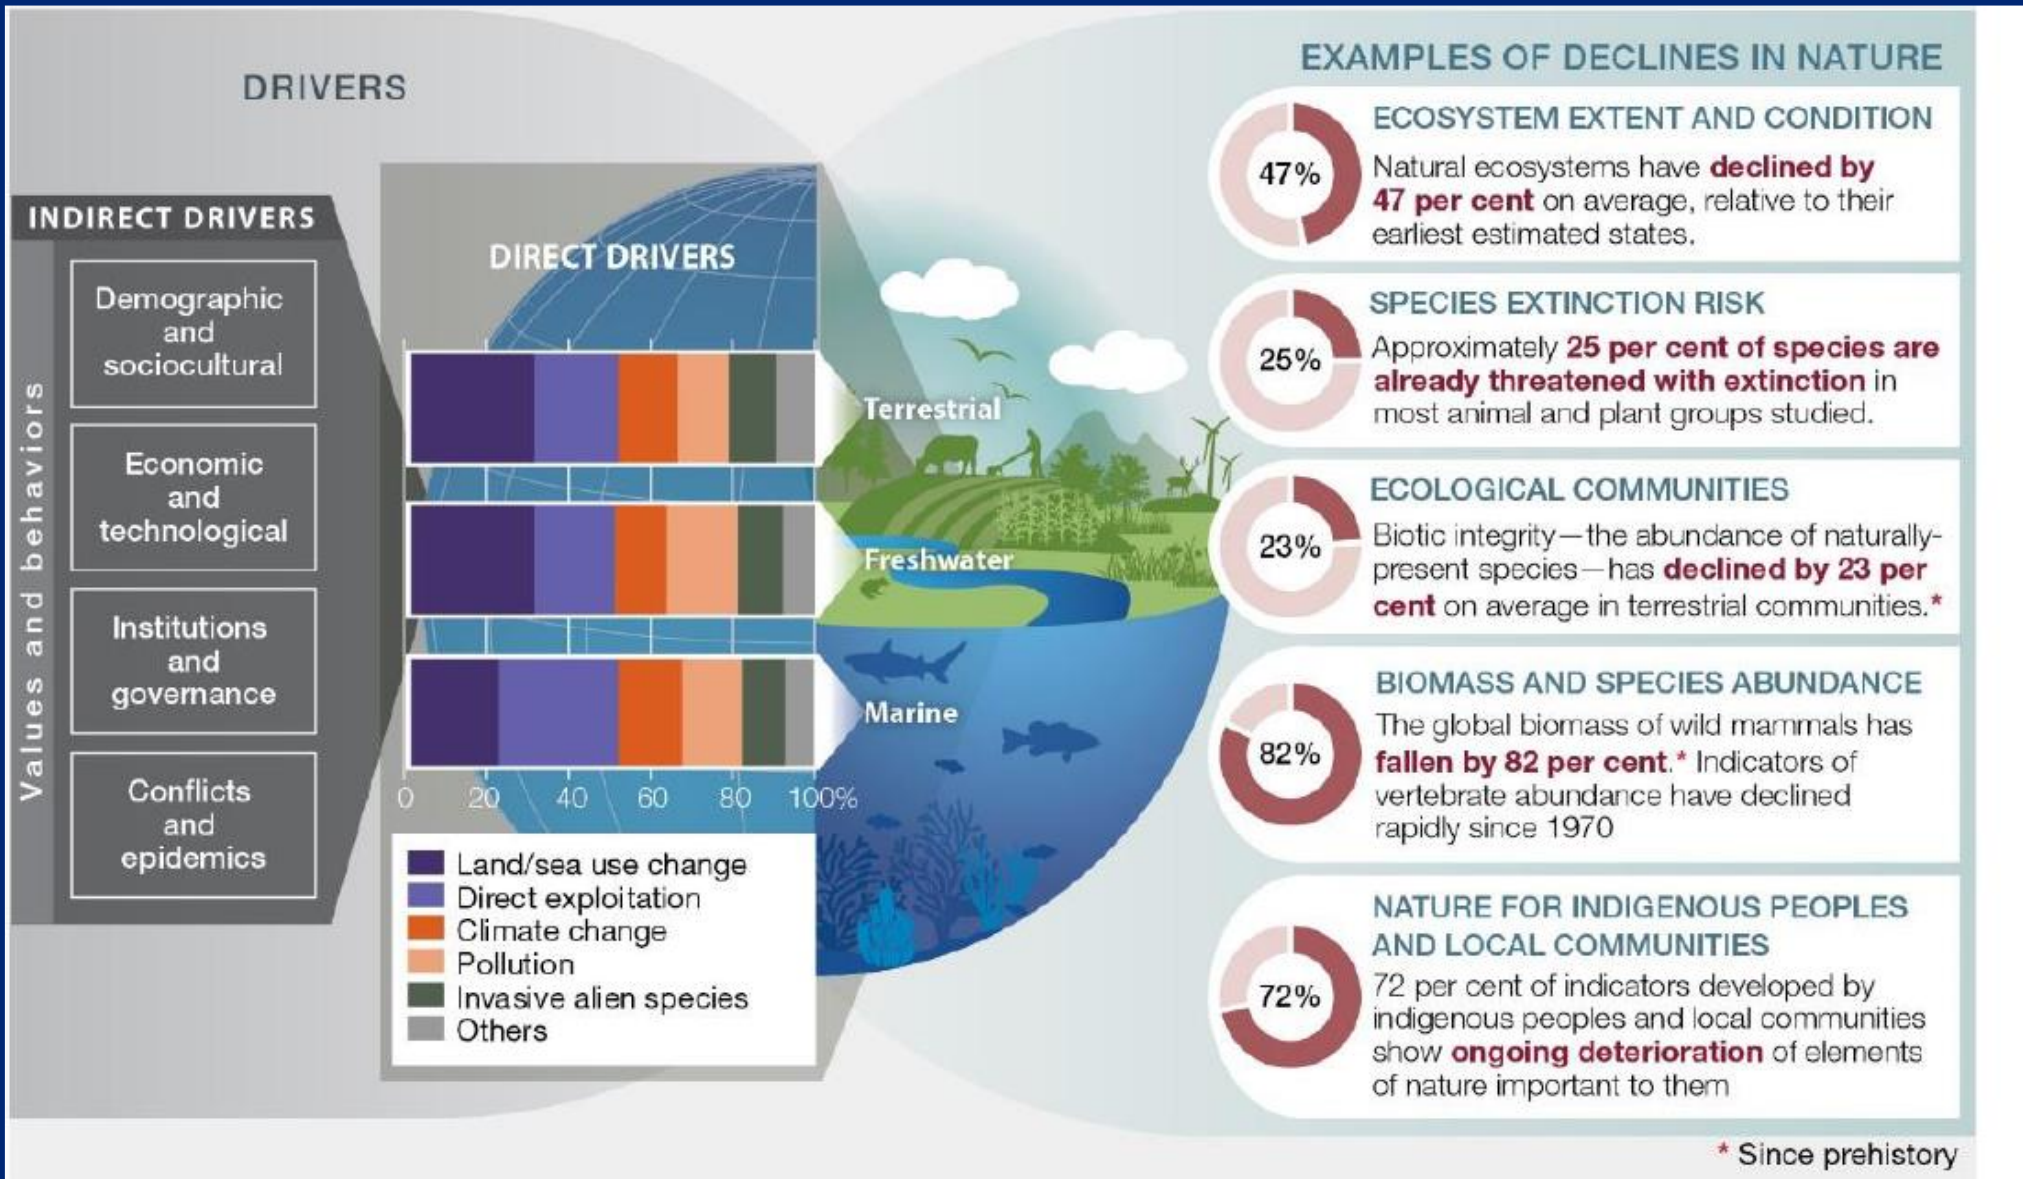 DRIVERS
INDIRECT DRIVERS
Values and behaviors
Demographic
and
sociocultural
Economic
and
technological
Institutions
and
governance
Conflicts
and
epidemics
DIRECT DRIVERS
Terrestrial
Freshwater
Marine
0 20 40 60 80 100%
Land/sea use change
Direct exploitation
Climate change
Pollution
Invasive alien species
Others
EXAMPLES OF DECLINES IN NATURE
47%
ECOSYSTEM EXTENT AND CONDITION
Natural ecosystems have declined by
47 per cent on average, relative to their
earliest estimated states.
25%
SPECIES EXTINCTION RISK
Approximately 25 per cent of species are
already threatened with extinction in
most animal and plant groups studied.
23%
ECOLOGICAL COMMUNITIES
Biotic integrity—the abundance of naturally-
present species—has declined by 23 per
cent on average in terrestrial communities.*
82%
BIOMASS AND SPECIES ABUNDANCE
The global biomass of wild mammals has
fallen by 82 per cent.* Indicators of
vertebrate abundance have declined
rapidly since 1970
72%
NATURE FOR INDIGENOUS PEOPLES
AND LOCAL COMMUNITIES
72 per cent of indicators developed by
indigenous peoples and local communities
show ongoing deterioration of elements
of nature important to them
* Since prehistory